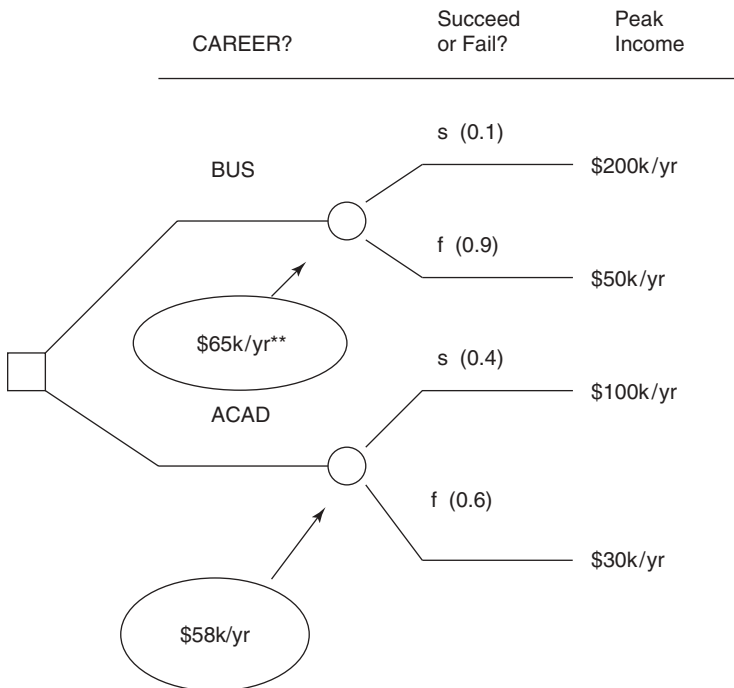 CAREER?
Succeed
or Fail?
Peak
Income
BUS
s (0.1)
$200k/yr
f (0.9)
$50k/yr
$65k/yr**
ACAD
s (0.4)
$100k/yr
f (0.6)
$30k/yr
$58k/yr